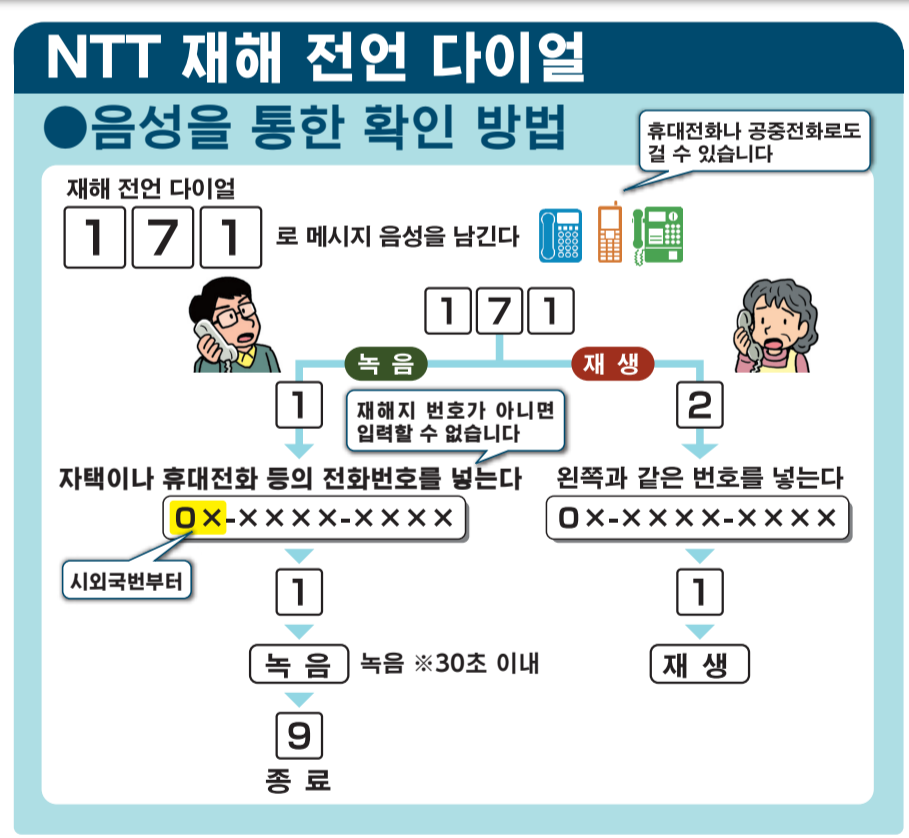 NTT 재해 전언 다이얼
●음성을 통한 확인 방법
휴대전화나 공중전화로도
걸 수 있습니다
재해 전언 다이얼
1 7 1 로 메시지 음성을 남긴다
1 7 1
녹 음
재 생
1
2
재해지 번호가 아니면
입력할 수 없습니다
자택이나 휴대전화 등의 전화번호를 넣는다
왼쪽과 같은 번호를 넣는다
0×-××××-××××
0×-××××-××××
시외국번부터
1
1
녹 음
녹음 ※30초 이내
재 생
9
종 료